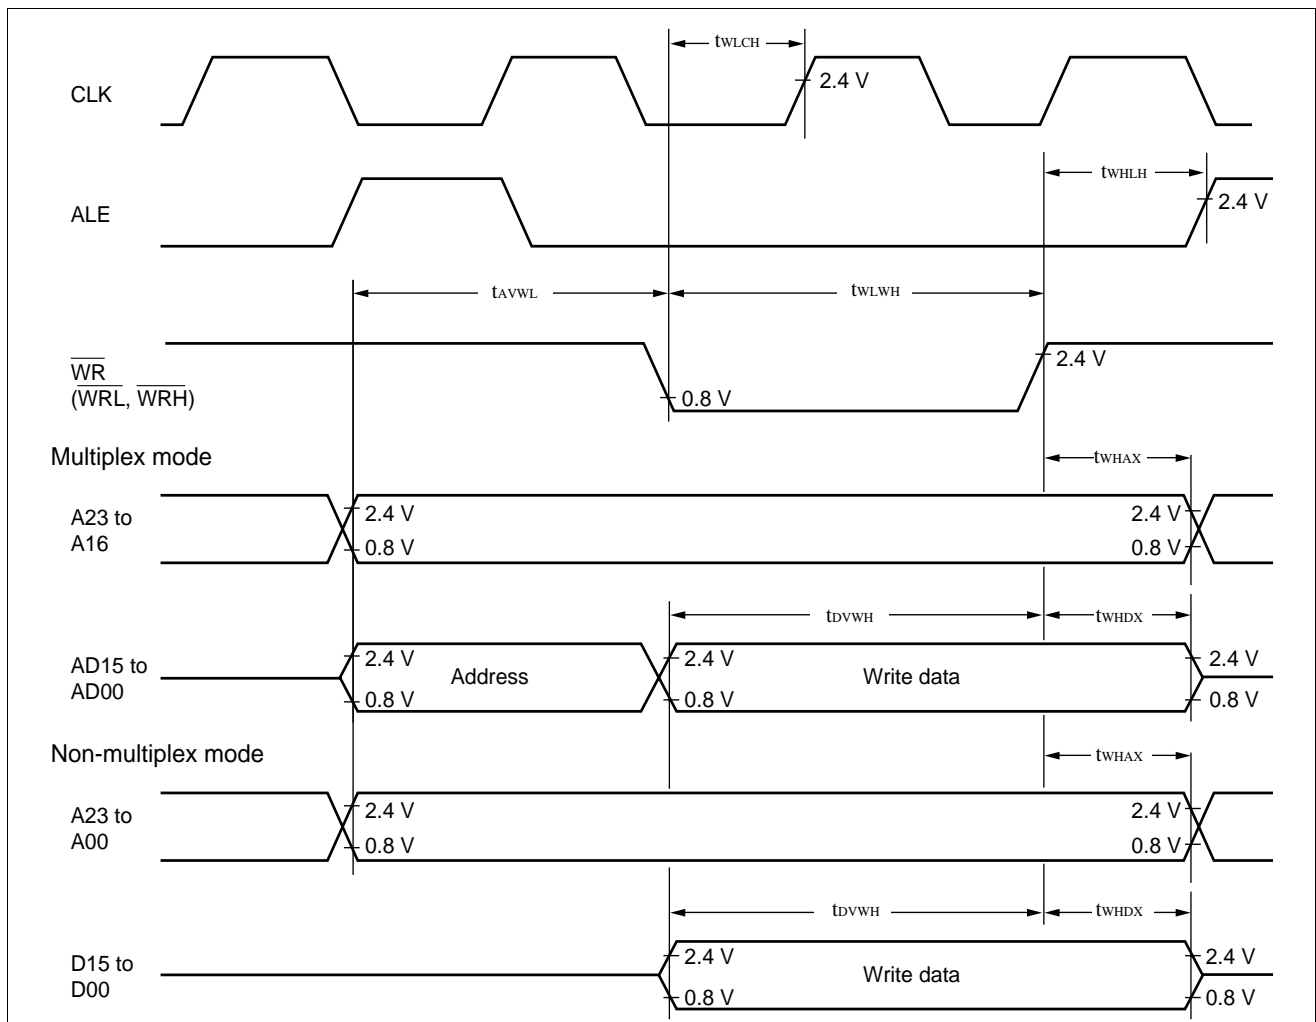 tWLCH
CLK
2.4 V
tWHLH
ALE
2.4 V
tAVWL
tWLWH
WR
(WRL, WRH)
2.4 V
0.8 V
Multiplex mode
tWHAX
A23 to
A16
2.4 V
0.8 V
2.4 V
0.8 V
tDVWH
tWHDX
AD15 to
AD00
2.4 V
0.8 V
Address
2.4 V
0.8 V
Write data
2.4 V
0.8 V
Non-multiplex mode
tWHAX
A23 to
A00
2.4 V
0.8 V
2.4 V
0.8 V
tDVWH
tWHDX
D15 to
D00
2.4 V
0.8 V
Write data
2.4 V
0.8 V